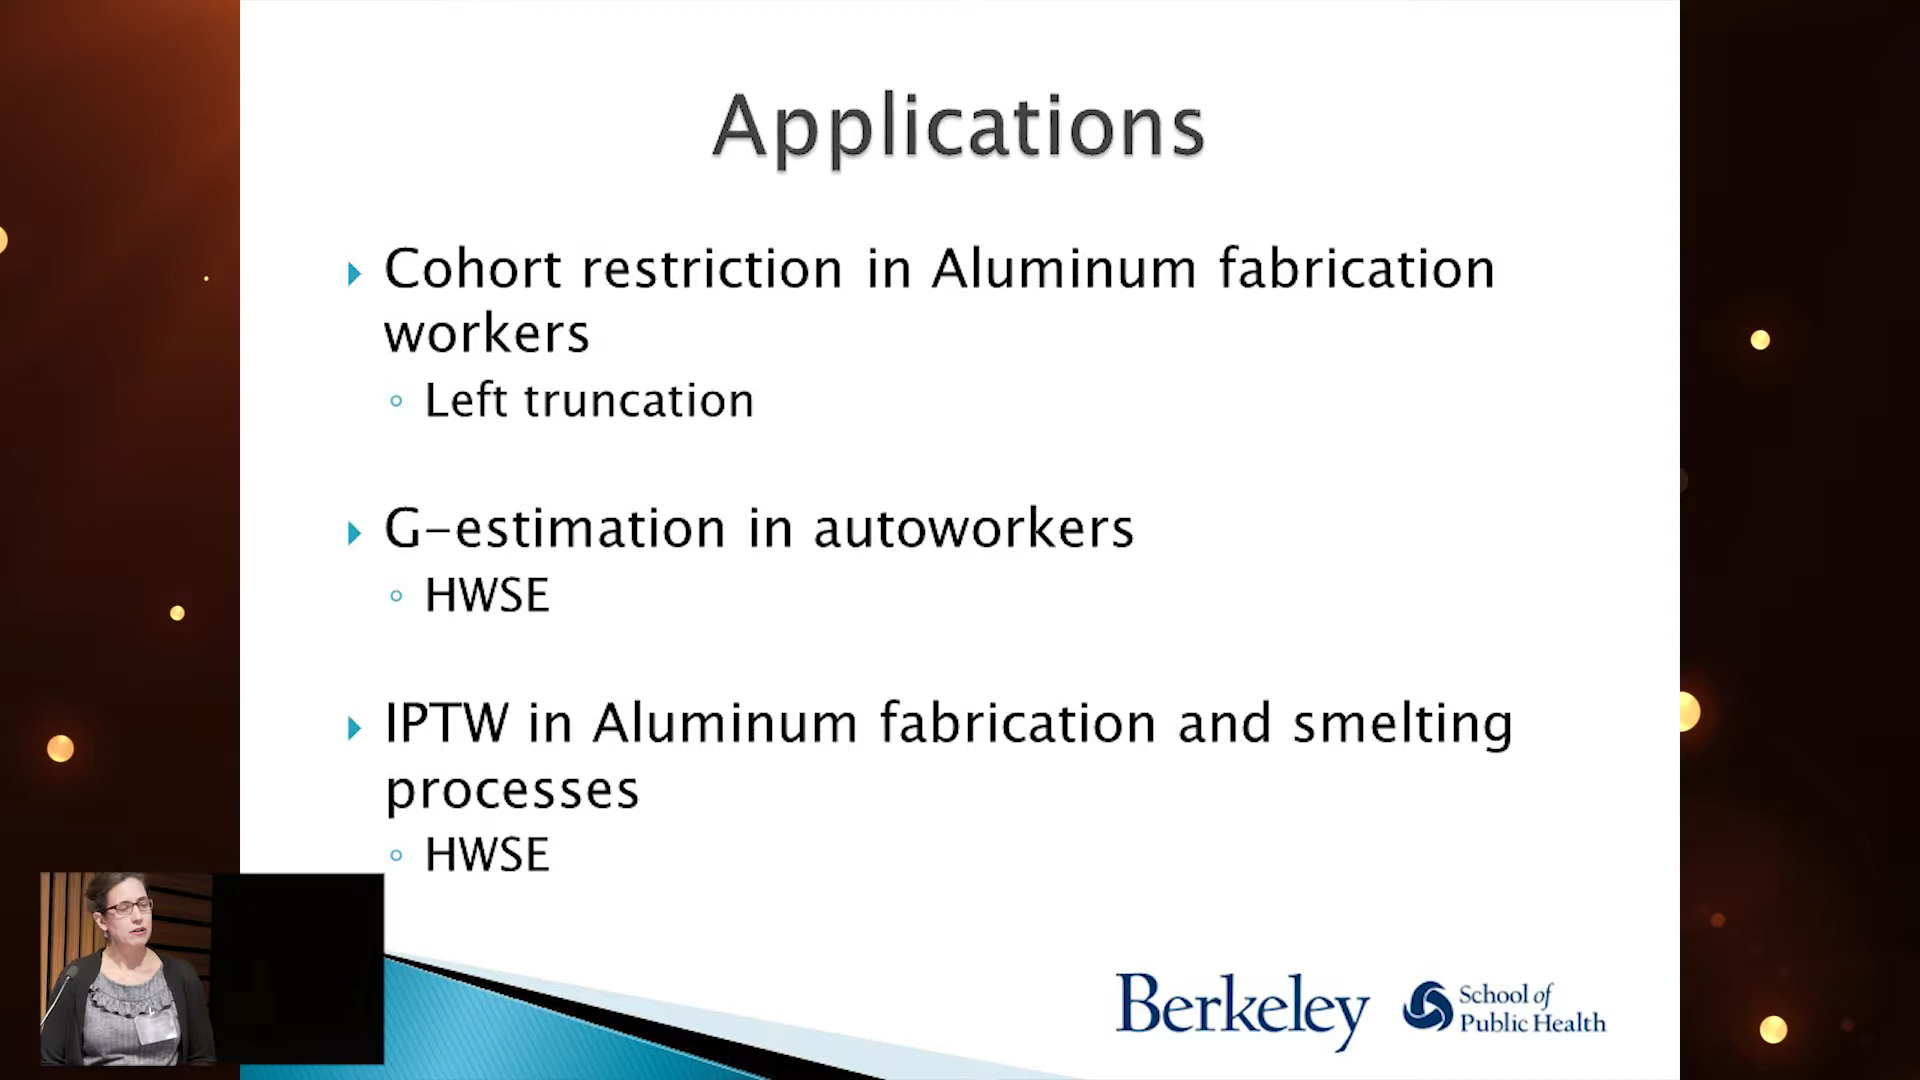 Applications
Cohort restriction in Aluminum fabrication
workers
Left truncation
G-estimation in autoworkers
HWSE
IPTW in Aluminum fabrication and smelting
processes
HWSE
Berkeley
School of
Public Health